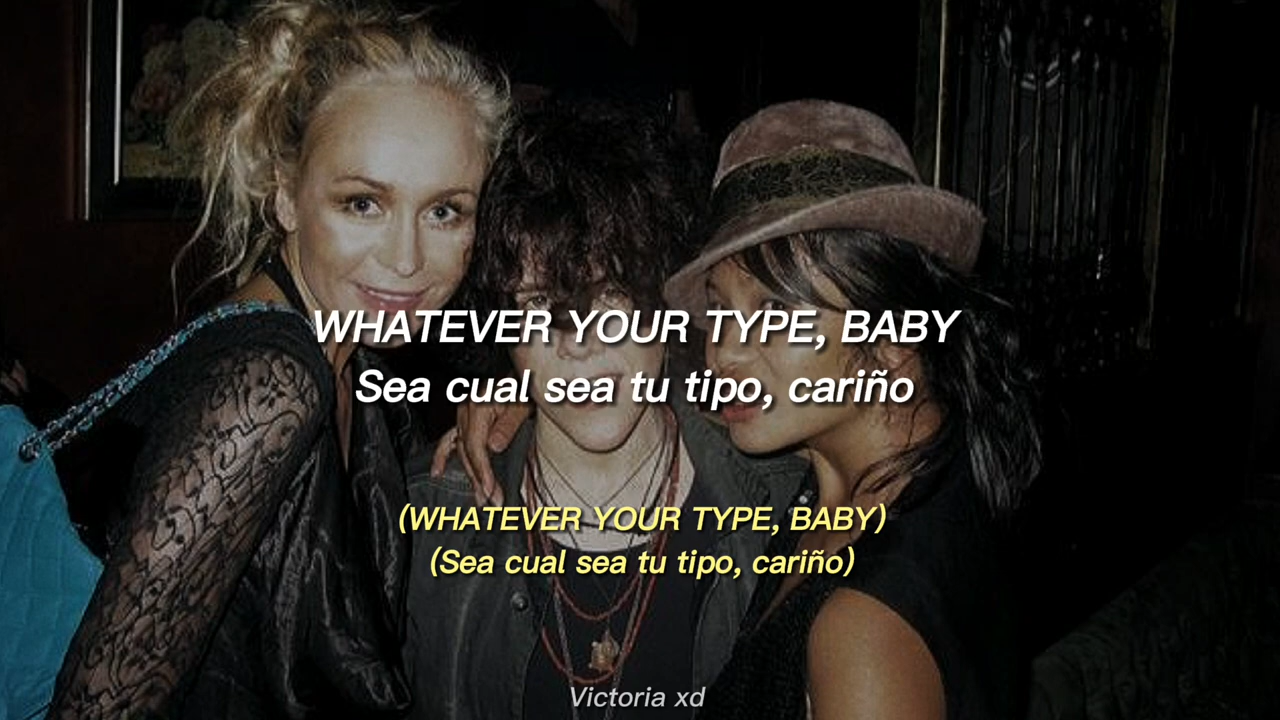 WHATEVER YOUR TYPE, BABY
Sea cual sea tu tipo, cariño
(WHATEVER YOUR TYPE, BABY)
(Sea cual sea tu tipo, cariño)
Victoria xd